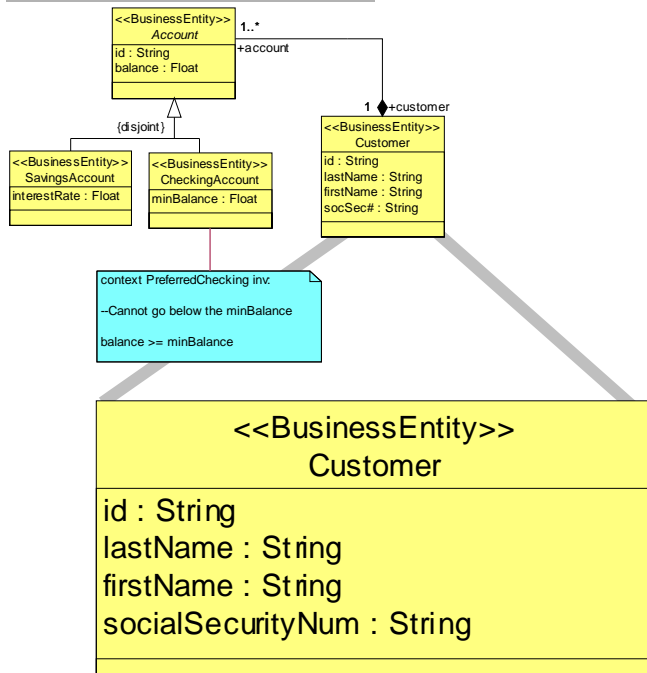 <<BusinessEntity>>
Account
id : String
balance : Float
1..*
+account
{disjoint}
1
+customer
<<BusinessEntity>>
Customer
id : String
lastName : String
firstName : String
socSec# : String
<<BusinessEntity>>
SavingsAccount
interestRate : Float
<<BusinessEntity>>
CheckingAccount
minBalance : Float
context PreferredChecking inv:
--Cannot go below the minBalance
balance >= minBalance
<<BusinessEntity>>
Customer
id : String
lastName : String
firstName : String
socialSecurityNum : String